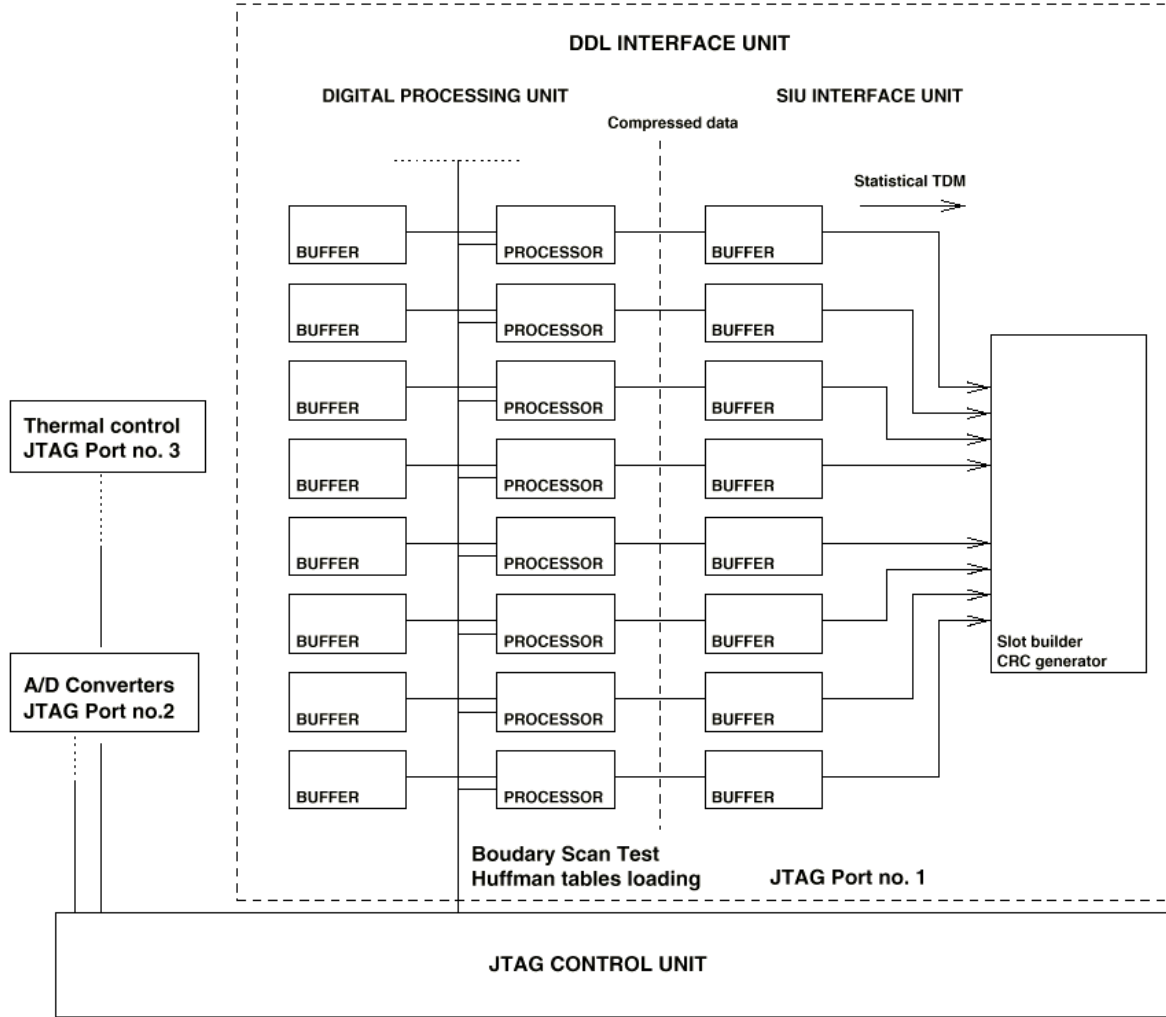 DDL INTERFACE UNIT
DIGITAL PROCESSING UNIT
SIU INTERFACE UNIT
Compressed data
Statistical TDM
BUFFER PROCESSOR BUFFER
BUFFER PROCESSOR BUFFER
BUFFER PROCESSOR BUFFER
BUFFER PROCESSOR BUFFER
BUFFER PROCESSOR BUFFER
BUFFER PROCESSOR BUFFER
BUFFER PROCESSOR BUFFER
BUFFER PROCESSOR BUFFER
Slot builder
CRC generator
Thermal control
JTAG Port no. 3
A/D Converters
JTAG Port no.2
Boudary Scan Test
Huffman tables loading
JTAG Port no. 1
JTAG CONTROL UNIT